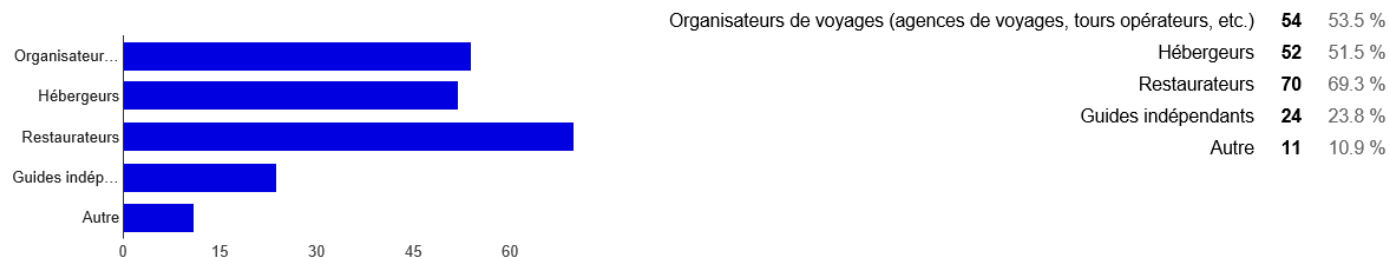 Organisateur...
Hébergeurs
Restaurateurs
Guides indép...
Autre
0 15 30 45 60
Organisateurs de voyages (agences de voyages, tours opérateurs, etc.) 54 53.5 %
Hébergeurs 52 51.5 %
Restaurateurs 70 69.3 %
Guides indépendants 24 23.8 %
Autre 11 10.9 %